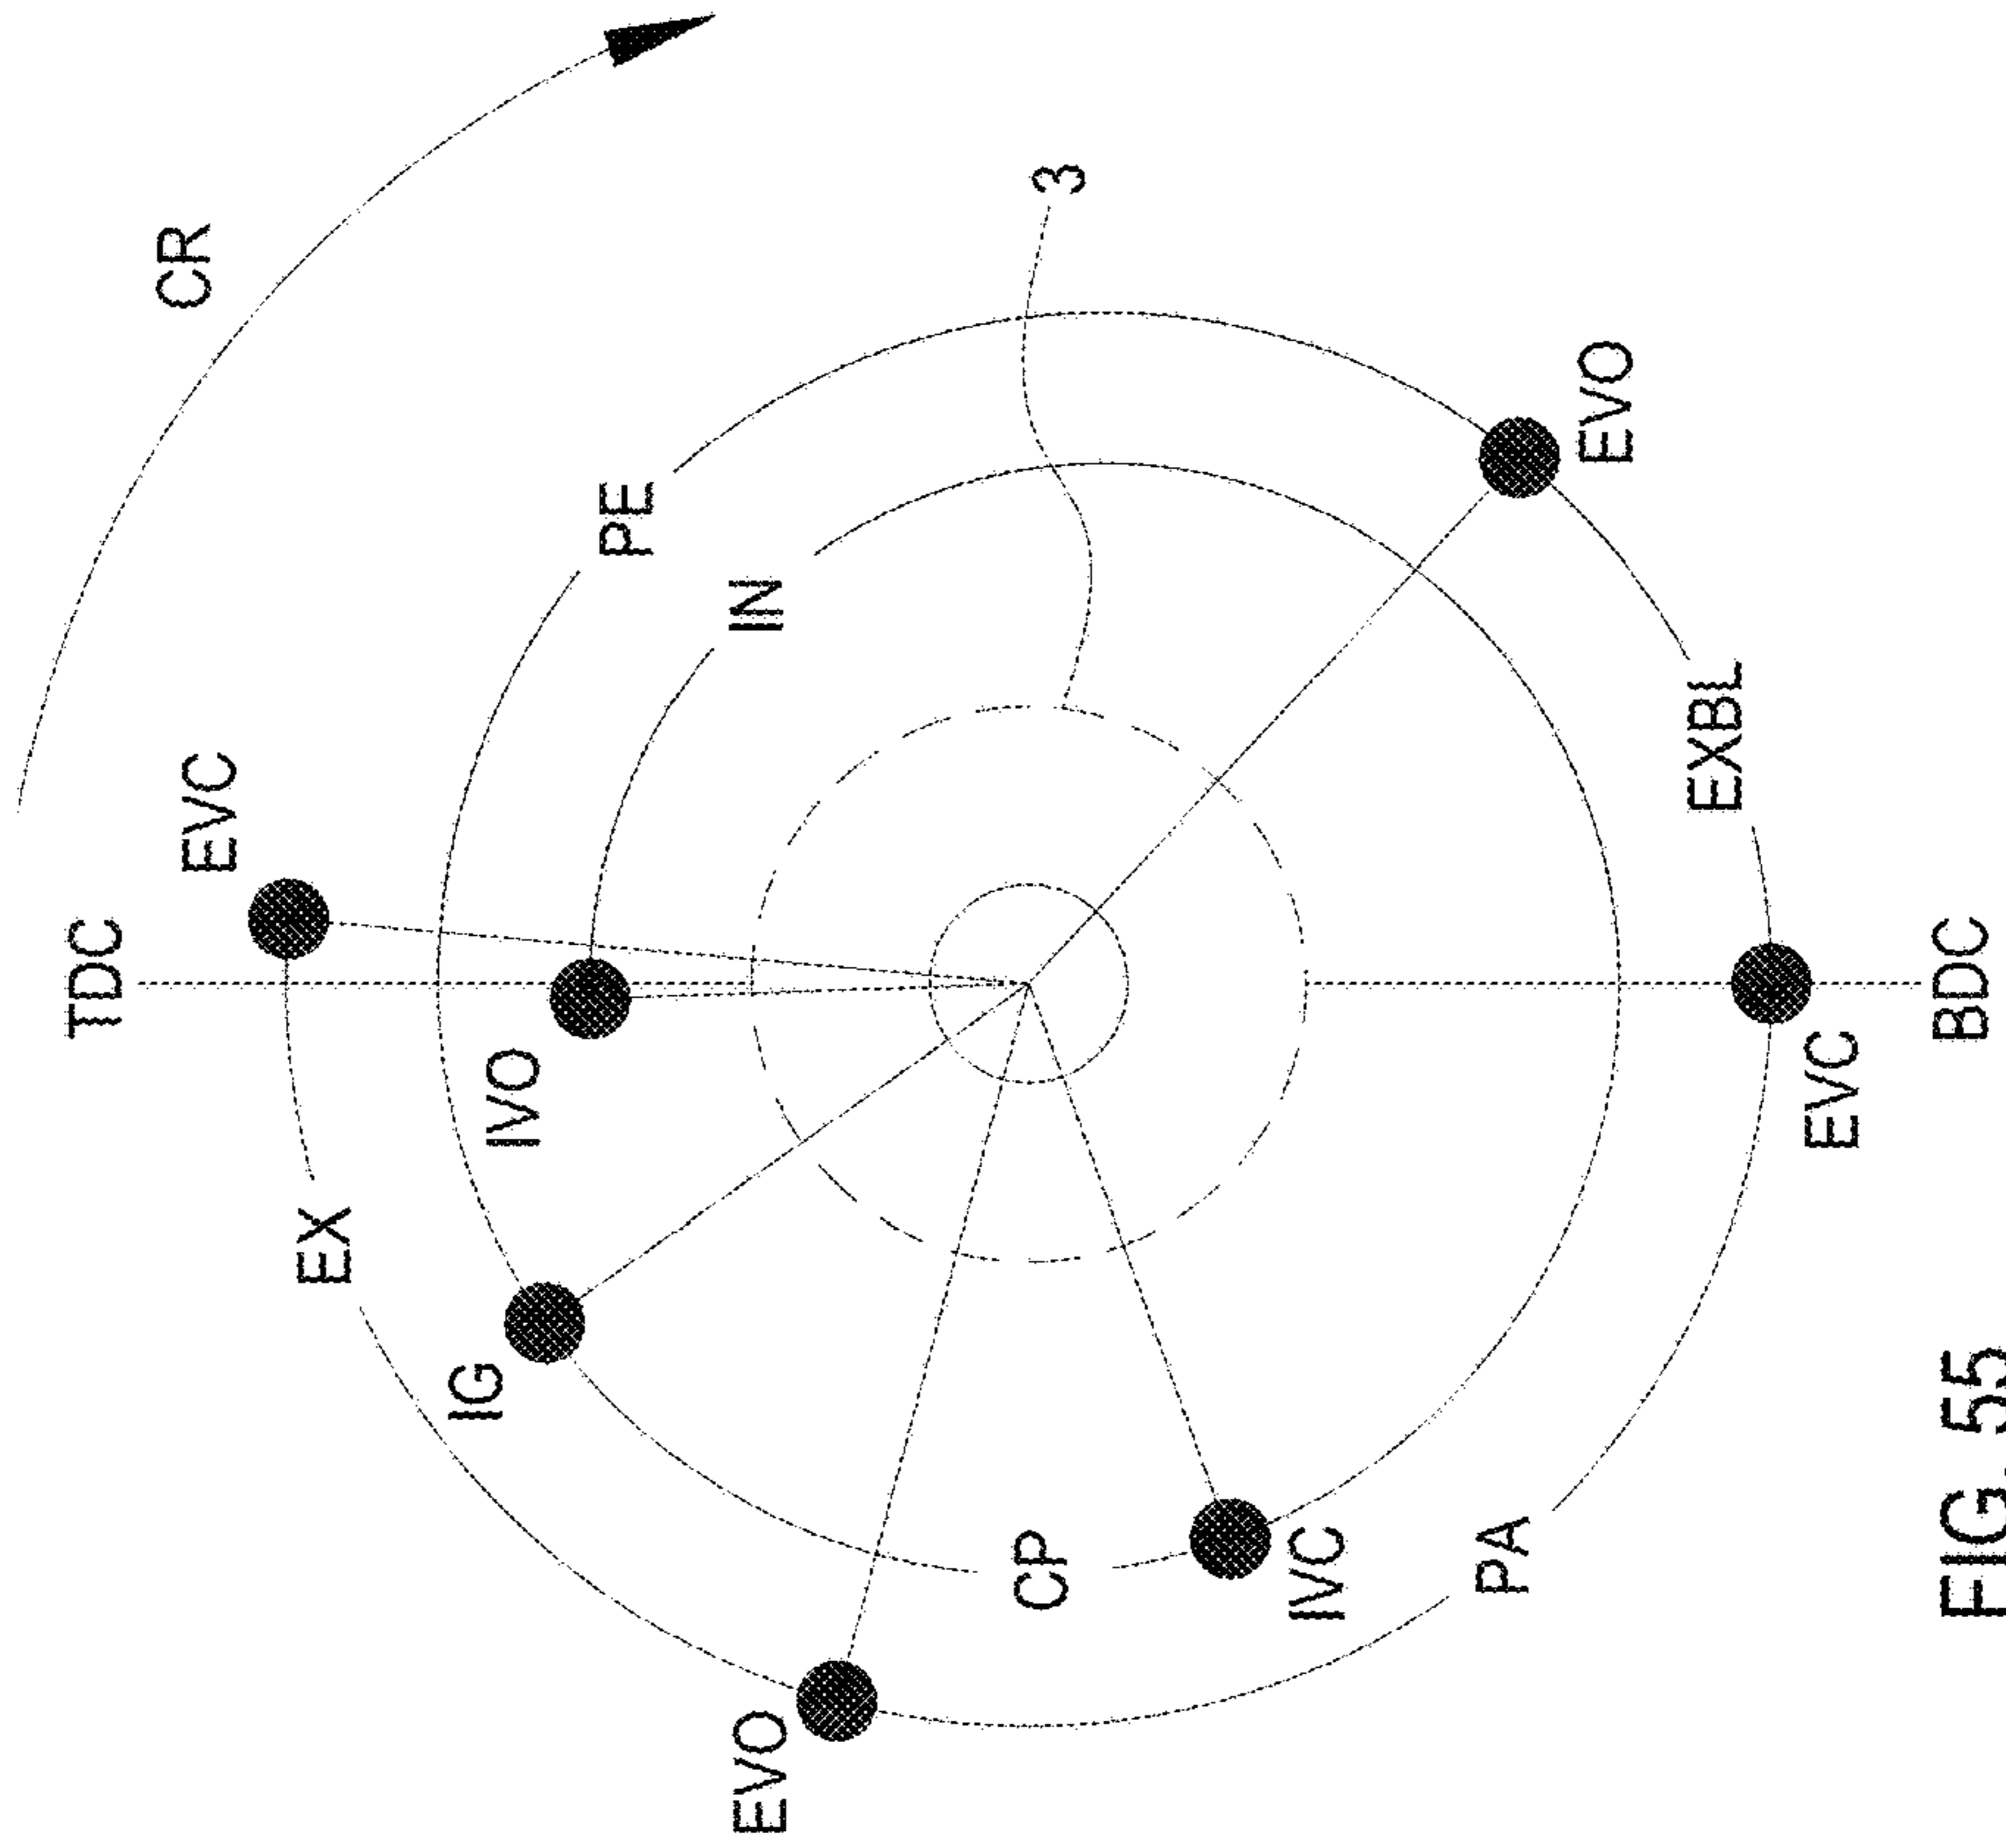 CR
TDC
EVC
PE
IN
3
IVO
EX
IG
EVO
EVO
CP
IVC
EXBL
PA
EVC
BDC
FIG. 55